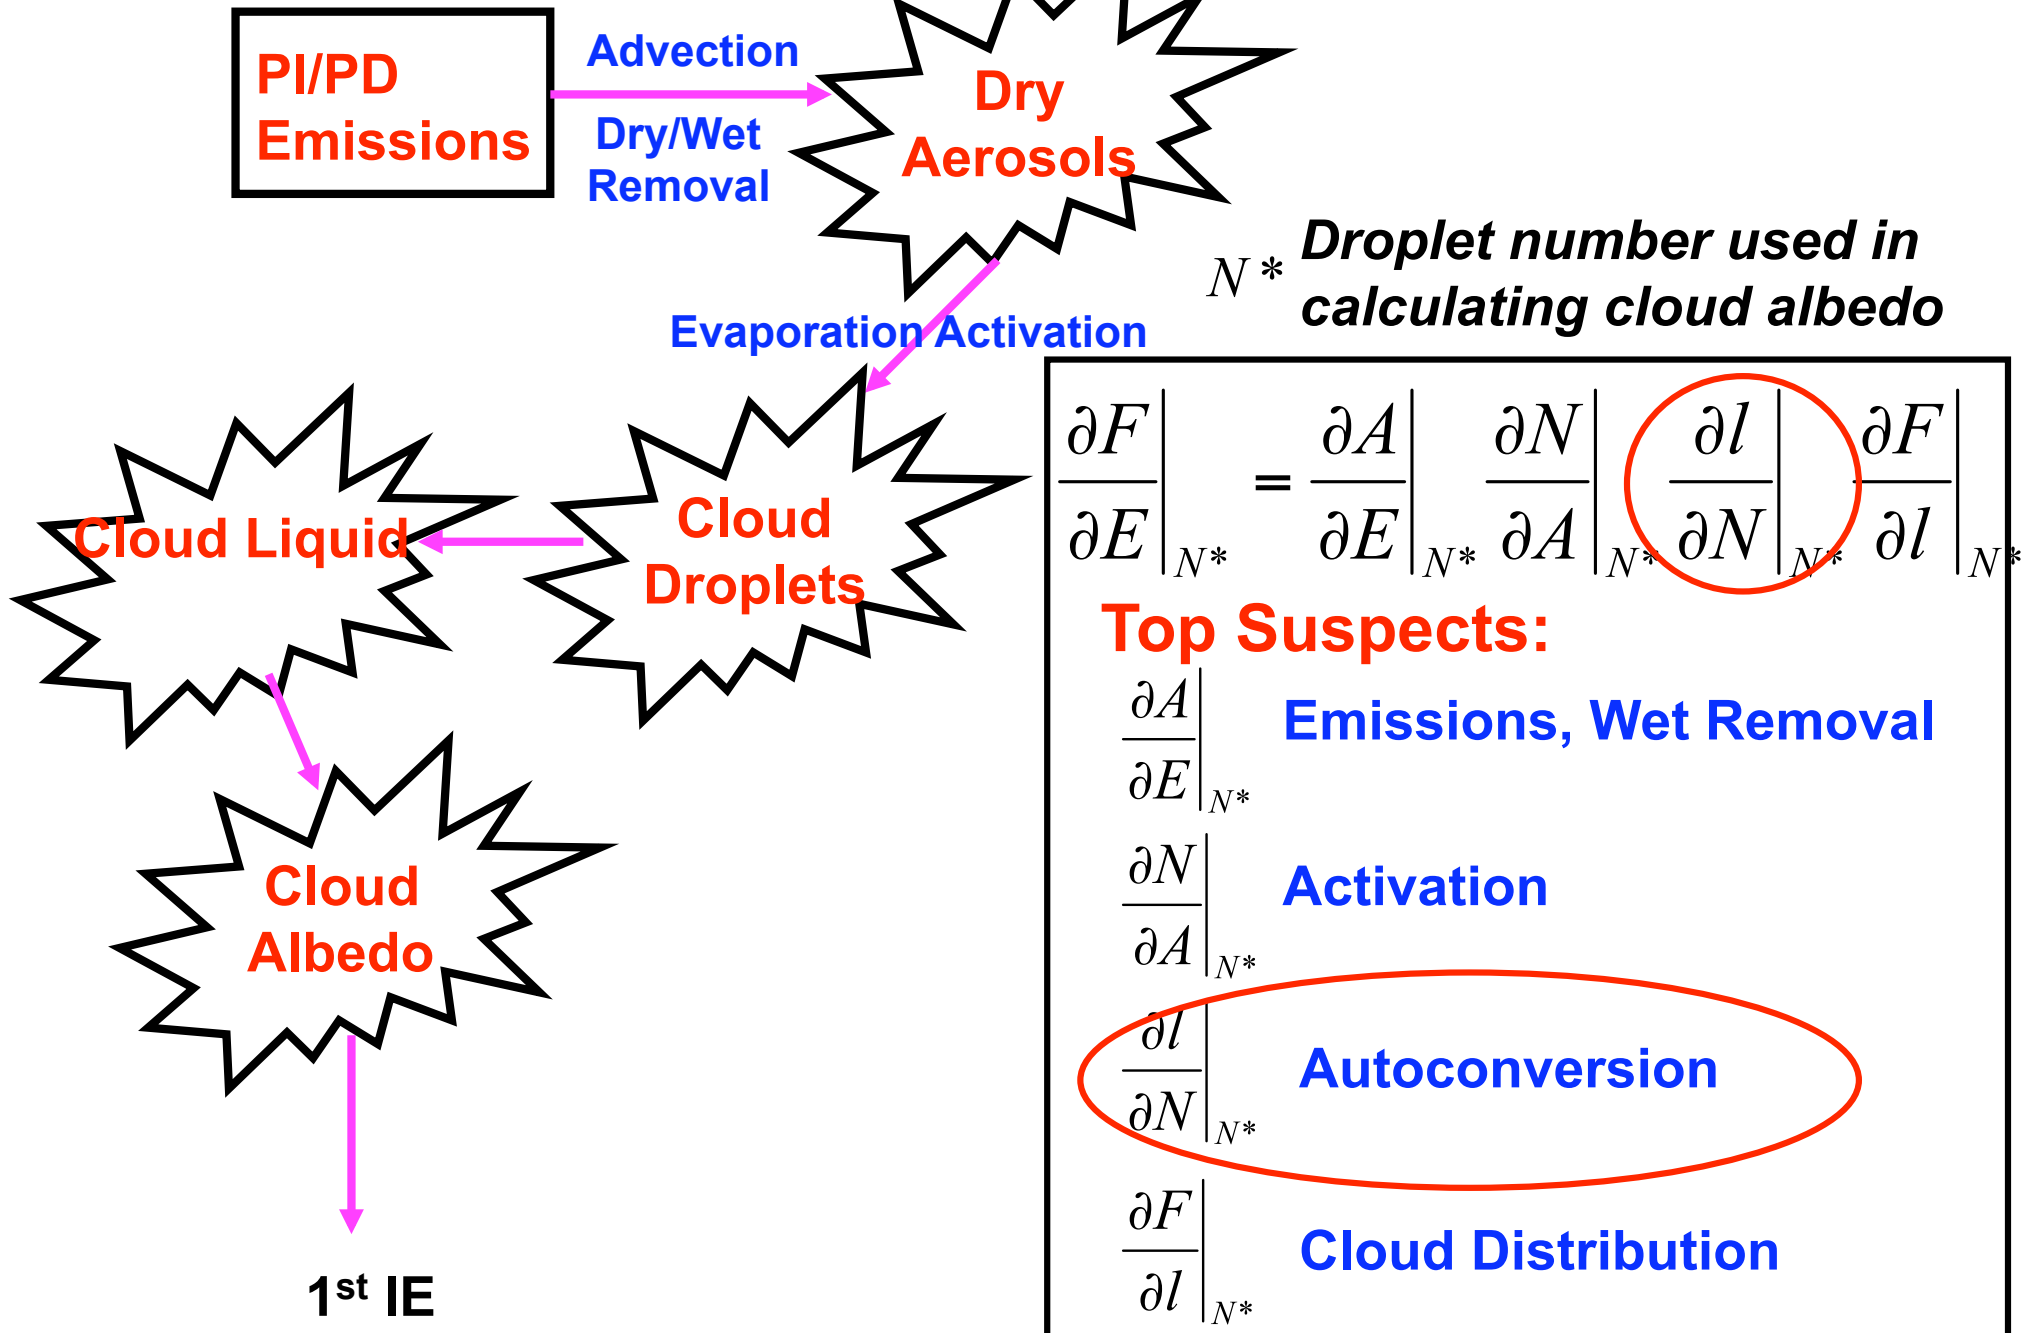 PI/PD
Emissions
Advection
Dry/Wet
Removal
Dry
Aerosols
N* Droplet number used in
calculating cloud albedo
Evaporation Activation
Cloud Liquid
Cloud
Droplets
∂F/∂E|N* = ∂A/∂E|N* ∂N/∂A|N* ∂l/∂N|N* ∂F/∂l|N*
Top Suspects:
∂A/∂E|N* Emissions, Wet Removal
∂N/∂A|N* Activation
∂l/∂N|N* Autoconversion
∂F/∂l|N* Cloud Distribution
Cloud
Albedo
1st IE